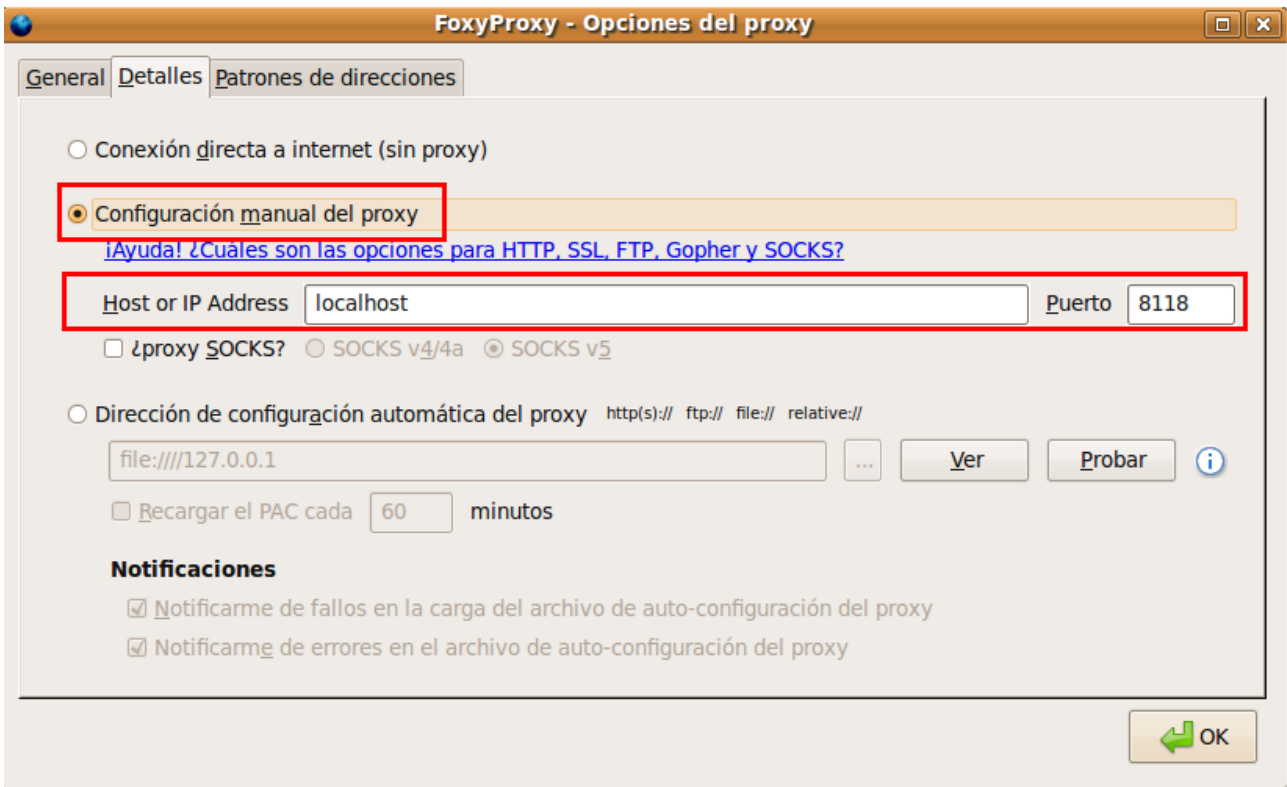 FoxyProxy - Opciones del proxy
General Detalles Patrones de direcciones
Conexión directa a internet (sin proxy)
Configuración manual del proxy
¡Ayuda! ¿Cuáles son las opciones para HTTP, SSL, FTP, Gopher y SOCKS?
Host or IP Address localhost Puerto 8118
¿proxy SOCKS? SOCKS v4/4a SOCKS v5
Dirección de configuración automática del proxy http(s):// ftp:// file:// relative://
file:////127.0.0.1 ... Ver Probar
Recargar el PAC cada 60 minutos
Notificaciones
Notificarme de fallos en la carga del archivo de auto-configuración del proxy
Notificarme de errores en el archivo de auto-configuración del proxy
OK